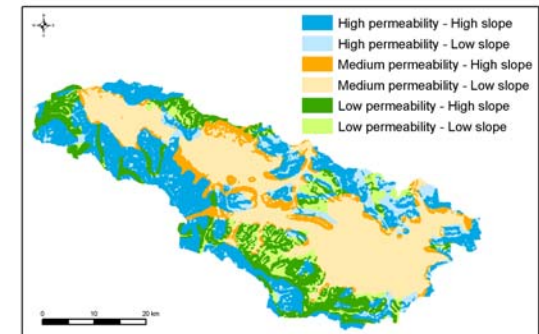 High permeability - High slope
High permeability - Low slope
Medium permeability - High slope
Medium permeability - Low slope
Low permeability - High slope
Low permeability - Low slope
0 10 20 km